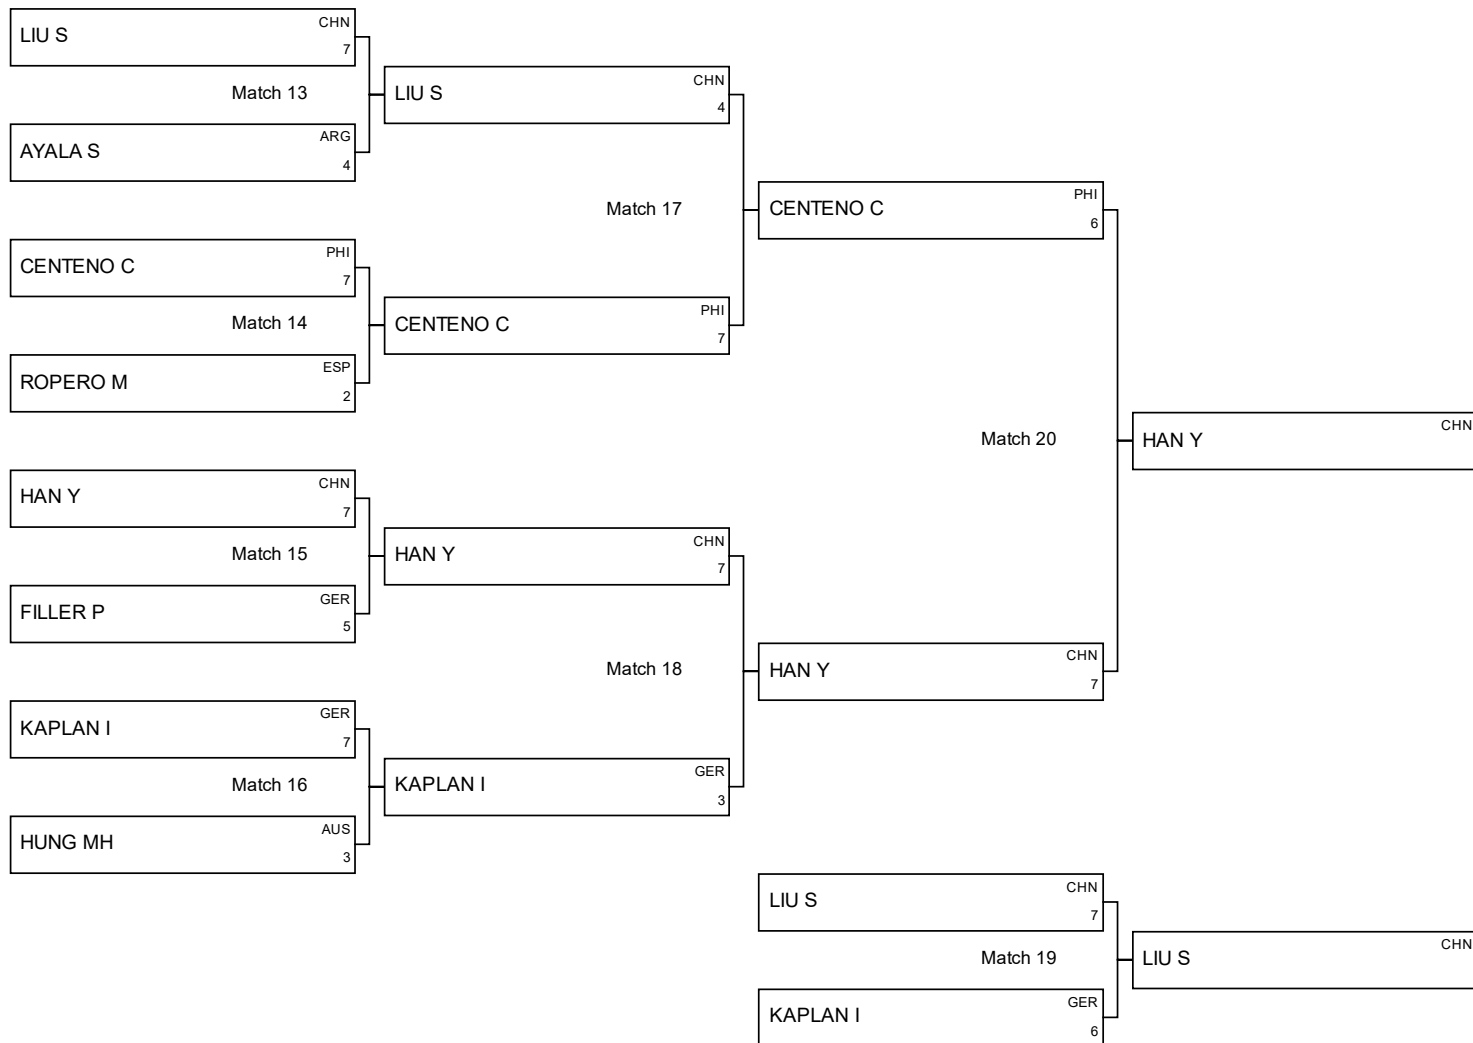 LIU S
CHN
7
Match 13
AYALA S
ARG
4
LIU S
CHN
4
Match 17
CENTENO C
PHI
7
Match 14
ROPERO M
ESP
2
CENTENO C
PHI
7
CENTENO C
PHI
6
Match 20
HAN Y
CHN
HAN Y
CHN
7
Match 15
FILLER P
GER
5
HAN Y
CHN
7
Match 18
HAN Y
CHN
7
KAPLAN I
GER
7
Match 16
HUNG MH
AUS
3
KAPLAN I
GER
3
LIU S
CHN
7
Match 19
KAPLAN I
GER
6
LIU S
CHN